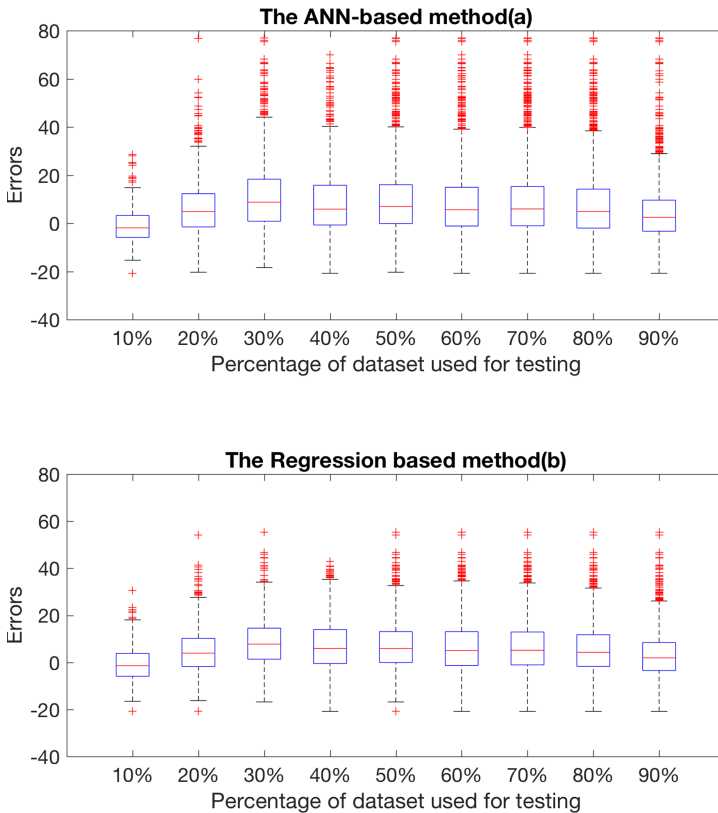 The ANN-based method(a)
80
60
40
20
0
-20
-40
Errors
10% 20% 30% 40% 50% 60% 70% 80% 90%
Percentage of dataset used for testing
The Regression based method(b)
80
60
40
20
0
-20
-40
Errors
10% 20% 30% 40% 50% 60% 70% 80% 90%
Percentage of dataset used for testing